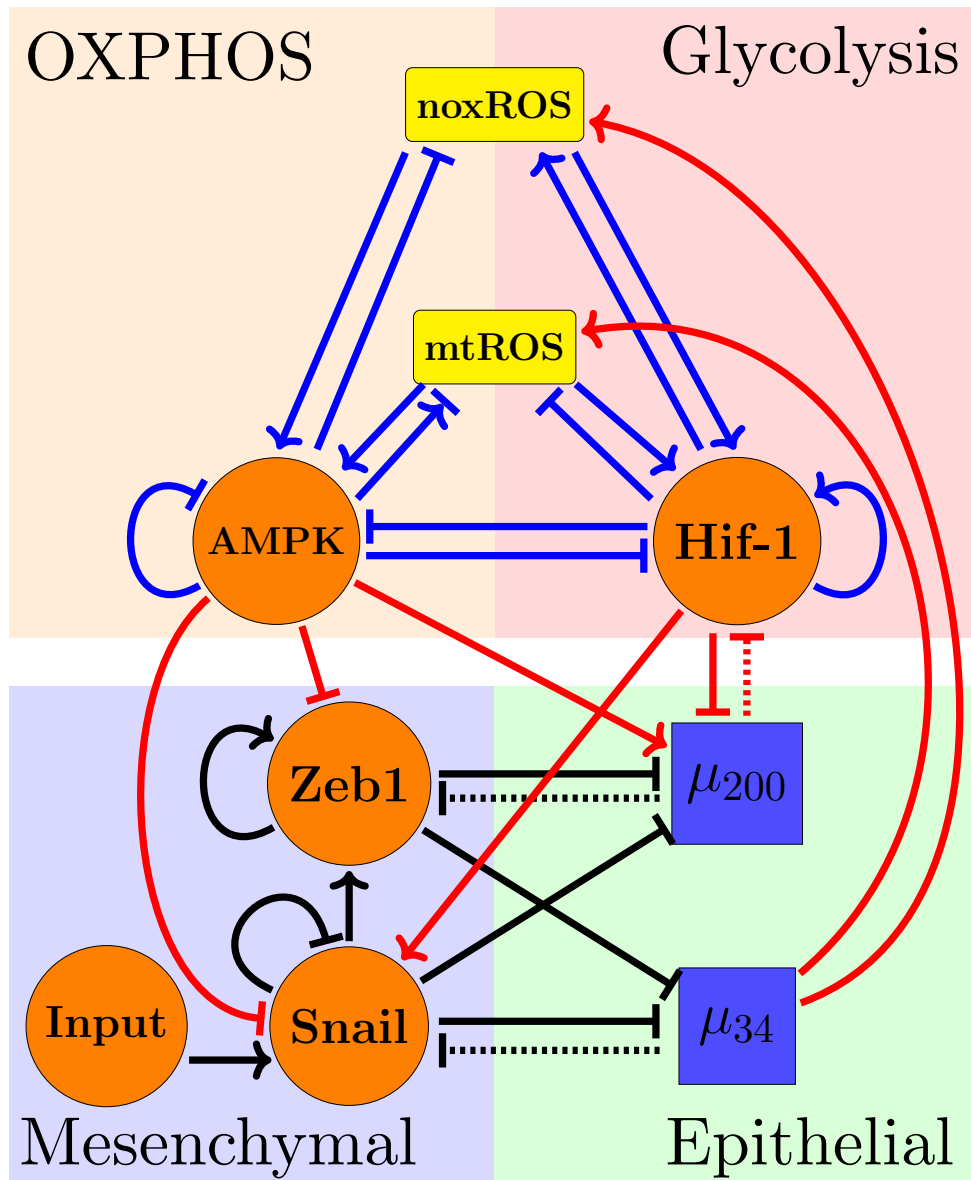 OXPHOS
Glycolysis
noxROS
mtROS
AMPK
Hif-1
Zeb1
μ200
Input
Snail
μ34
Mesenchymal
Epithelial